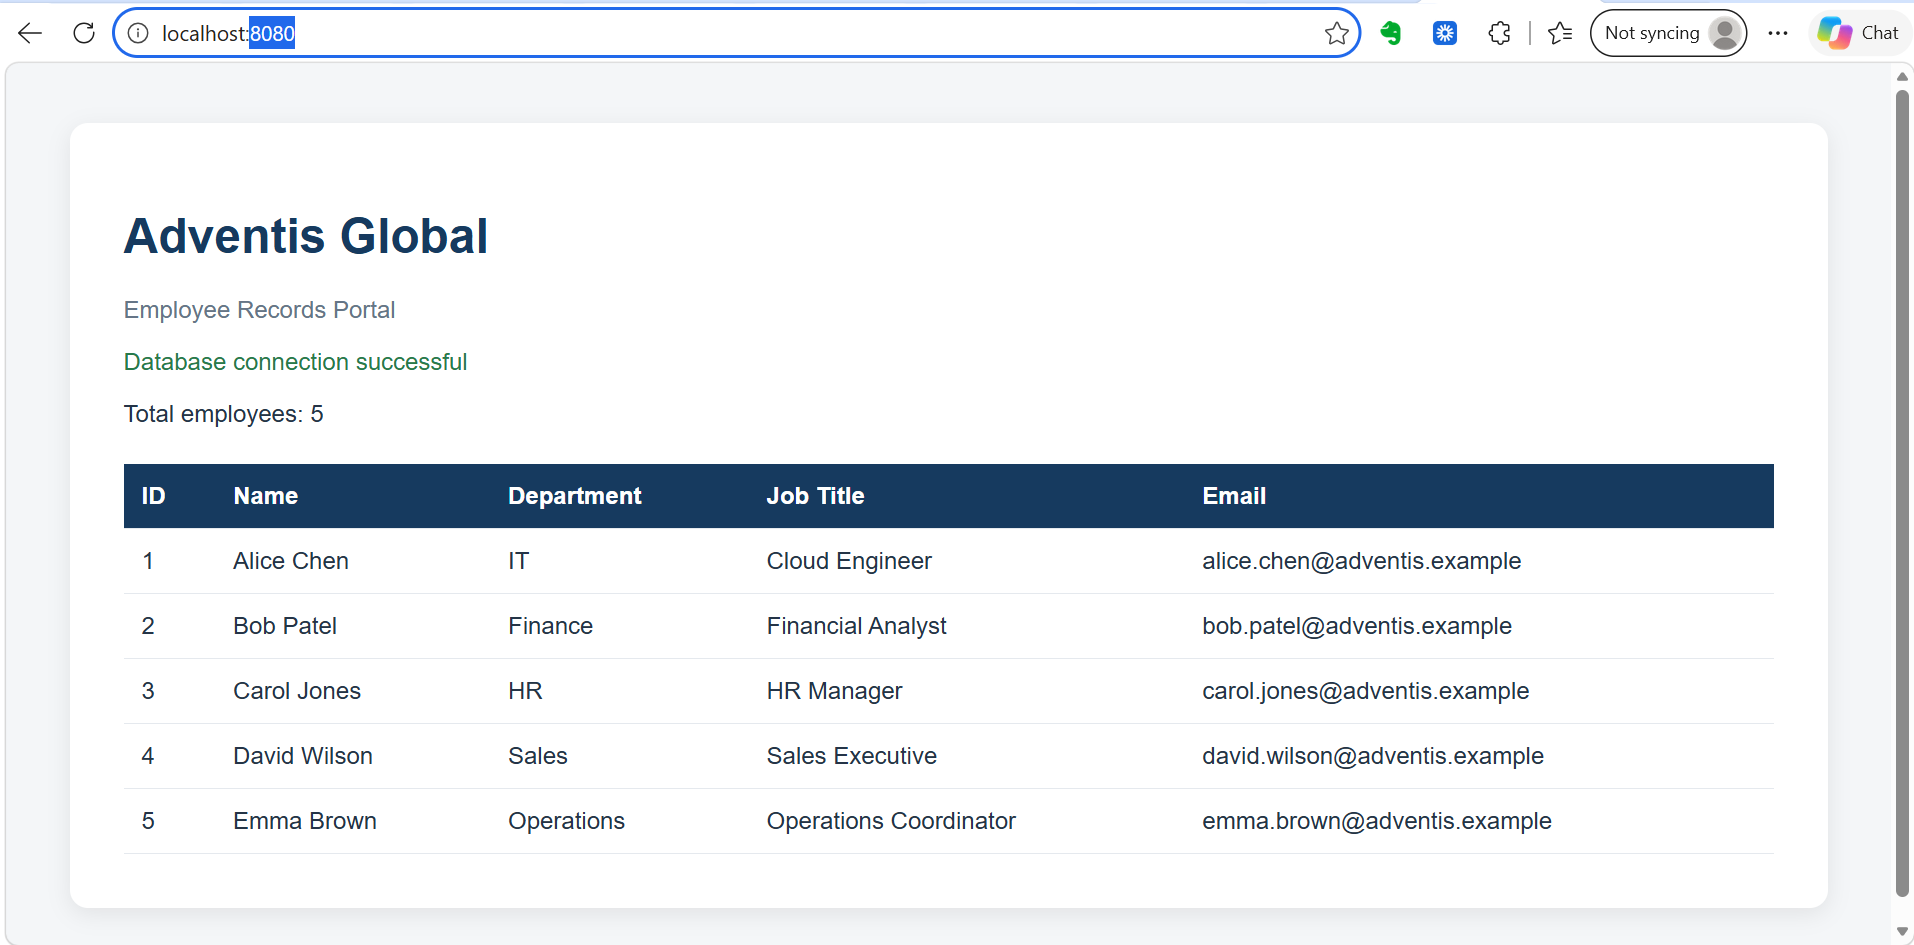 localhost:8080
Not syncing
Chat
Adventis Global
Employee Records Portal
Database connection successful
Total employees: 5
ID Name Department Job Title Email
1 Alice Chen IT Cloud Engineer alice.chen@adventis.example
2 Bob Patel Finance Financial Analyst bob.patel@adventis.example
3 Carol Jones HR HR Manager carol.jones@adventis.example
4 David Wilson Sales Sales Executive david.wilson@adventis.example
5 Emma Brown Operations Operations Coordinator emma.brown@adventis.example